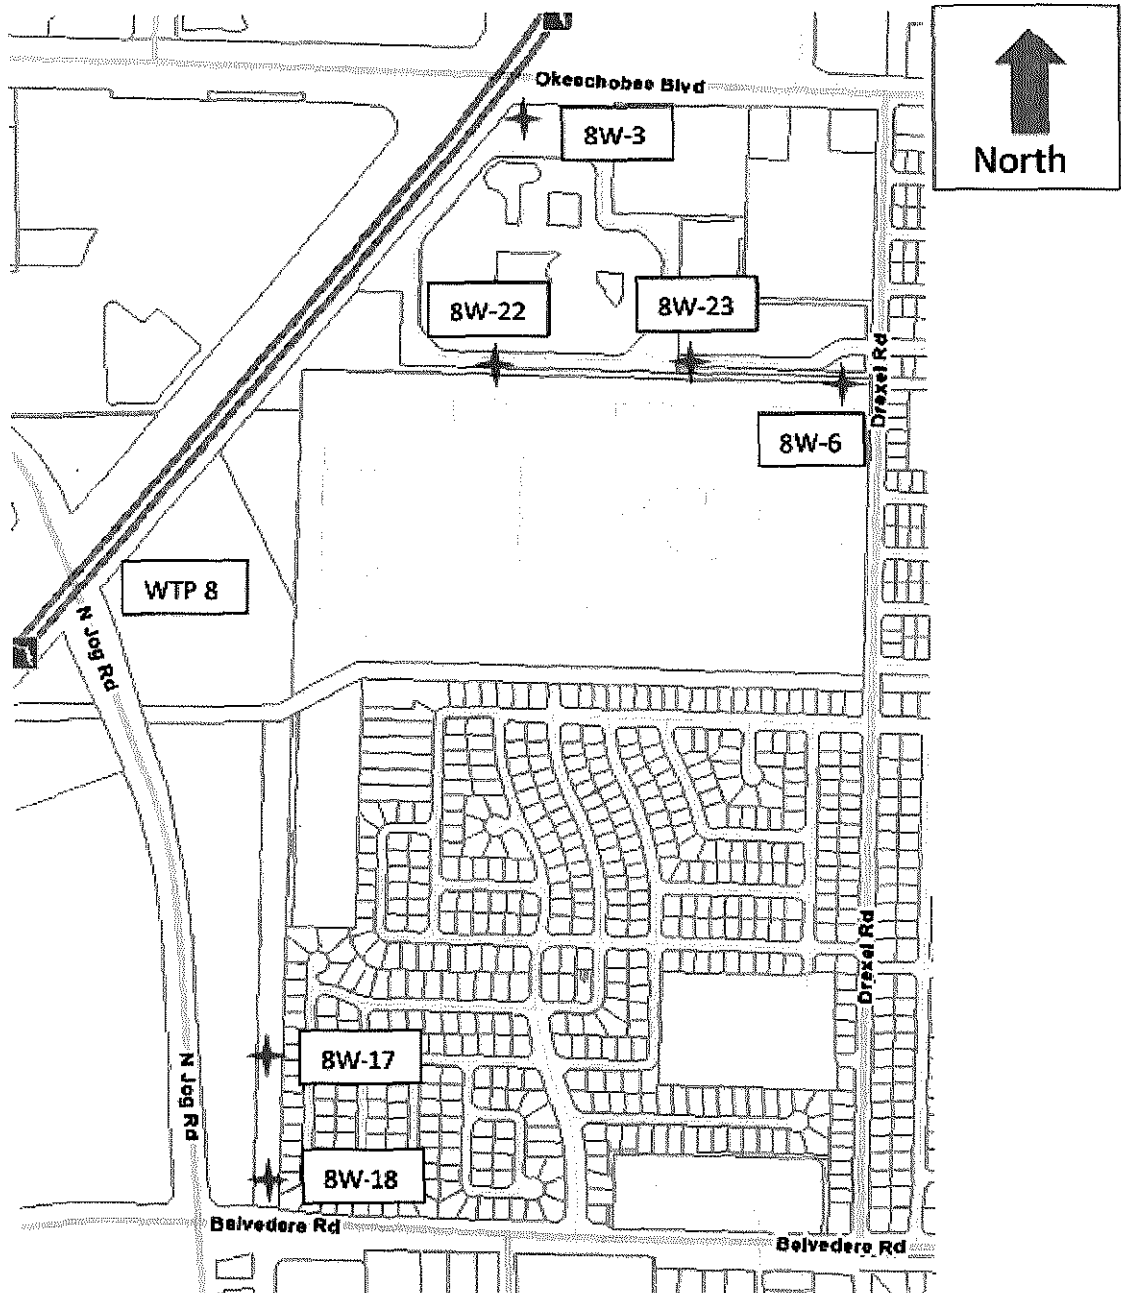 Okeechobee Blvd
8W-3
North
8W-22
8W-23
Drexel Rd
8W-6
WTP 8
N Jog Rd
Drexel Rd
8W-17
N Jog Rd
8W-18
Belvedere Rd
Belvedere Rd